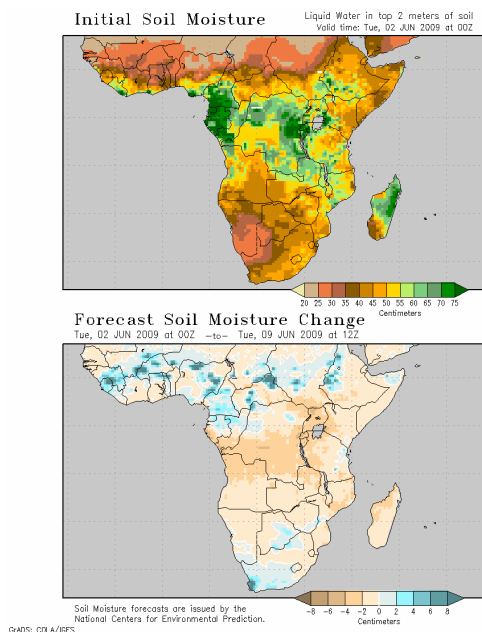 Initial Soil Moisture
Liquid Water in top 2 meters of soil
Valid time: Tue, 02 JUN 2009 at 00Z
20 25 30 35 40 45 50 55 60 65 70 75
Centimeters
Forecast Soil Moisture Change
Tue, 02 JUN 2009 at 00Z —to— Tue, 09 JUN 2009 at 12Z
Soil Moisture forecasts are issued by the
National Centers for Environmental Prediction.
-8 -6 -4 -2 0 2 4 6 8
Centimeters
GrADS: COLA/IGES